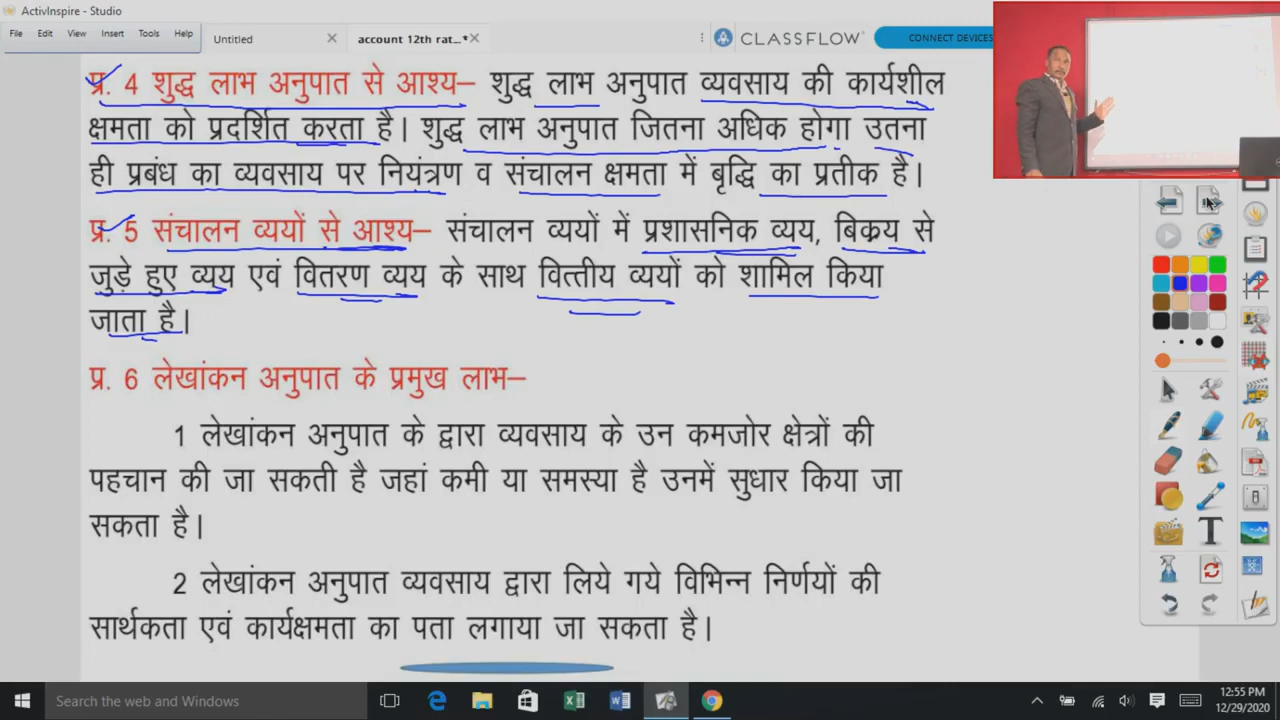 ActivInspire - Studio
File Edit View Insert Tools Help
Untitled
account 12th rat...*
CLASSFLOW
CONNECT DEVICES
प्र. 4 शुद्ध लाभ अनुपात से आश्य– शुद्ध लाभ अनुपात व्यवसाय की कार्यशील
क्षमता को प्रदर्शित करता है। शुद्ध लाभ अनुपात जितना अधिक होगा उतना
ही प्रबंध का व्यवसाय पर नियंत्रण व संचालन क्षमता में बृद्धि का प्रतीक है।
प्र. 5 संचालन व्ययों से आश्य– संचालन व्ययों में प्रशासनिक व्यय, बिक्रय से
जुड़े हुए व्यय एवं वितरण व्यय के साथ वित्तीय व्ययों को शामिल किया
जाता है।
प्र. 6 लेखांकन अनुपात के प्रमुख लाभ–
1 लेखांकन अनुपात के द्वारा व्यवसाय के उन कमजोर क्षेत्रों की
पहचान की जा सकती है जहां कमी या समस्या है उनमें सुधार किया जा
सकता है।
2 लेखांकन अनुपात व्यवसाय द्वारा लिये गये विभिन्न निर्णयों की
सार्थकता एवं कार्यक्षमता का पता लगाया जा सकता है।
Search the web and Windows
12:55 PM
12/29/2020